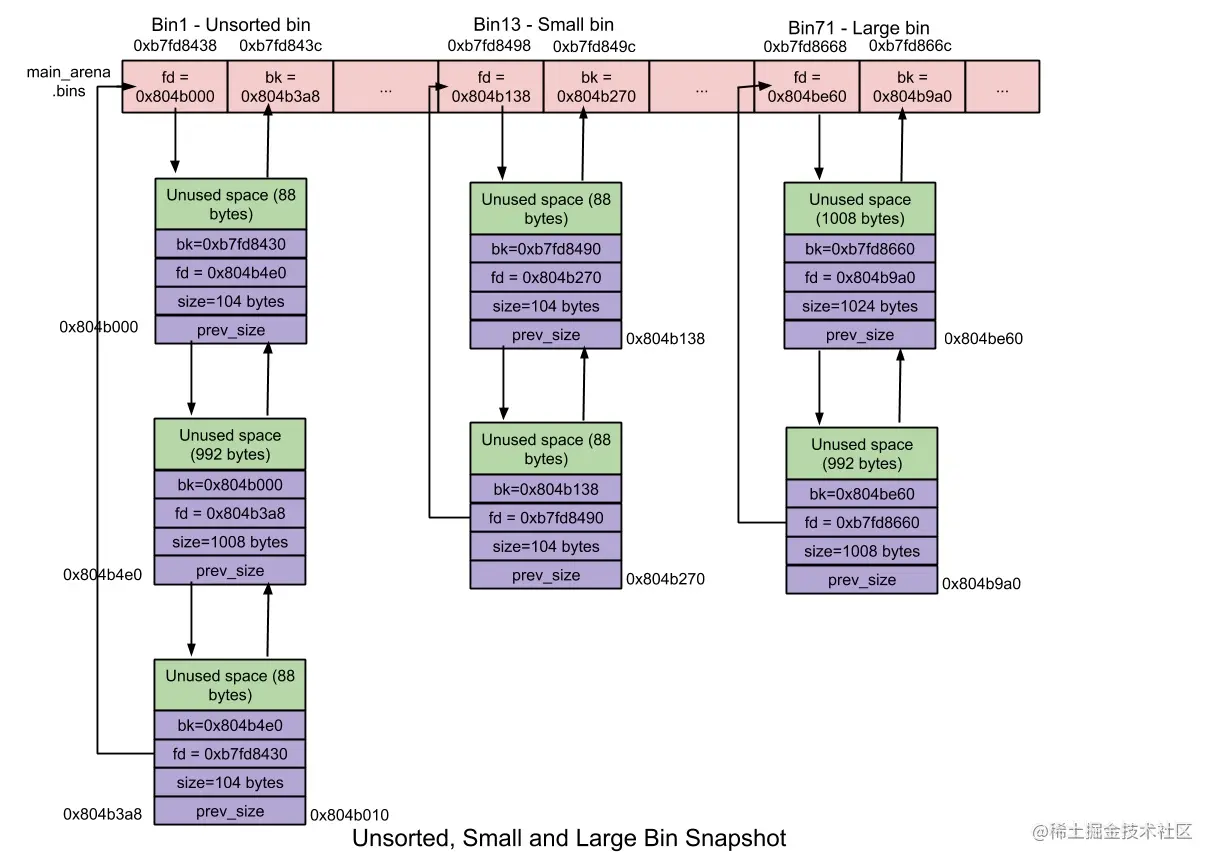 Bin1 - Unsorted bin
0xb7fd8438 0xb7fd843c
Bin13 - Small bin
0xb7fd8498 0xb7fd849c
Bin71 - Large bin
0xb7fd8668 0xb7fd866c
main_arena
.bins
fd =
0x804b000
bk =
0x804b3a8
...
fd =
0x804b138
bk =
0x804b270
...
fd =
0x804be60
bk =
0x804b9a0
...
Unused space (88
bytes)
bk=0xb7fd8430
fd = 0x804b4e0
size=104 bytes
prev_size
0x804b000
Unused space
(992 bytes)
bk=0x804b000
fd = 0x804b3a8
size=1008 bytes
prev_size
0x804b4e0
Unused space (88
bytes)
bk=0x804b4e0
fd = 0xb7fd8430
size=104 bytes
prev_size
0x804b3a8
0x804b010
Unused space (88
bytes)
bk=0xb7fd8490
fd = 0x804b270
size=104 bytes
prev_size
0x804b138
Unused space (88
bytes)
bk=0x804b138
fd = 0xb7fd8490
size=104 bytes
prev_size
0x804b270
Unused space
(1008 bytes)
bk=0xb7fd8660
fd = 0x804b9a0
size=1024 bytes
prev_size
0x804be60
Unused space
(992 bytes)
bk=0x804be60
fd = 0xb7fd8660
size=1008 bytes
prev_size
0x804b9a0
Unsorted, Small and Large Bin Snapshot
@稀土掘金技术社区